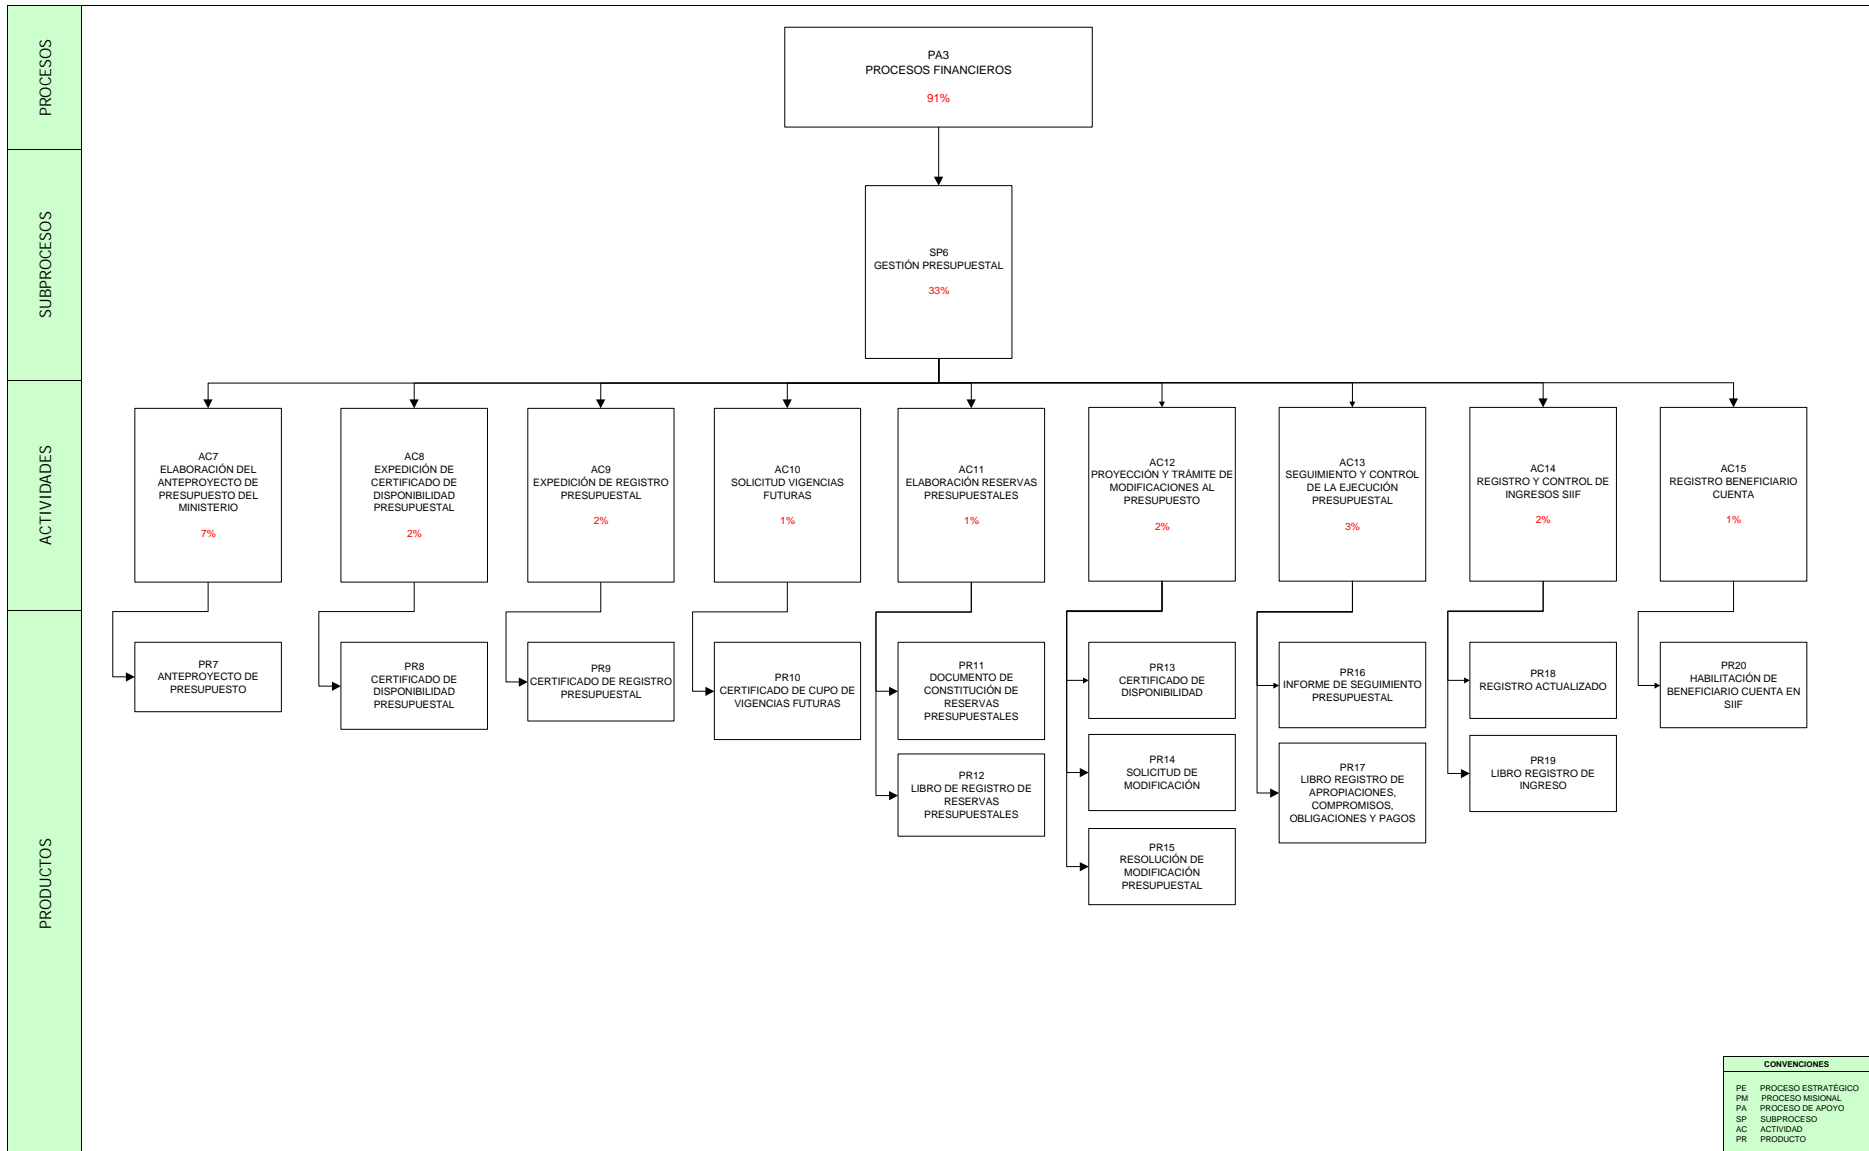 PROCESOS
PA3
PROCESOS FINANCIEROS
91%
SUBPROCESOS
SP6
GESTIÓN PRESUPUESTAL
33%
ACTIVIDADES
AC7
ELABORACIÓN DEL
ANTEPROYECTO DE
PRESUPUESTO DEL
MINISTERIO
7%
AC8
EXPEDICIÓN DE
CERTIFICADO DE
DISPONIBILIDAD
PRESUPUESTAL
2%
AC9
EXPEDICIÓN DE REGISTRO
PRESUPUESTAL
2%
AC10
SOLICITUD VIGENCIAS
FUTURAS
1%
AC11
ELABORACIÓN RESERVAS
PRESUPUESTALES
1%
AC12
PROYECCIÓN Y TRÁMITE DE
MODIFICACIONES AL
PRESUPUESTO
2%
AC13
SEGUIMIENTO Y CONTROL
DE LA EJECUCIÓN
PRESUPUESTAL
3%
AC14
REGISTRO Y CONTROL DE
INGRESOS SIIF
2%
AC15
REGISTRO BENEFICIARIO
CUENTA
1%
PRODUCTOS
PR7
ANTEPROYECTO DE
PRESUPUESTO
PR8
CERTIFICADO DE
DISPONIBILIDAD
PRESUPUESTAL
PR9
CERTIFICADO DE REGISTRO
PRESUPUESTAL
PR10
CERTIFICADO DE CUPO DE
VIGENCIAS FUTURAS
PR11
DOCUMENTO DE
CONSTITUCIÓN DE
RESERVAS
PRESUPUESTALES
PR12
LIBRO DE REGISTRO DE
RESERVAS
PRESUPUESTALES
PR13
CERTIFICADO DE
DISPONIBILIDAD
PR14
SOLICITUD DE
MODIFICACIÓN
PR15
RESOLUCIÓN DE
MODIFICACIÓN
PRESUPUESTAL
PR16
INFORME DE SEGUIMIENTO
PRESUPUESTAL
PR17
LIBRO REGISTRO DE
APROPIACIONES,
COMPROMISOS,
OBLIGACIONES Y PAGOS
PR18
REGISTRO ACTUALIZADO
PR19
LIBRO REGISTRO DE
INGRESO
PR20
HABILITACIÓN DE
BENEFICIARIO CUENTA EN
SIIF
CONVENCIONES
PE PROCESO ESTRATÉGICO
PM PROCESO MISIONAL
PA PROCESO DE APOYO
SP SUBPROCESO
AC ACTIVIDAD
PR PRODUCTO